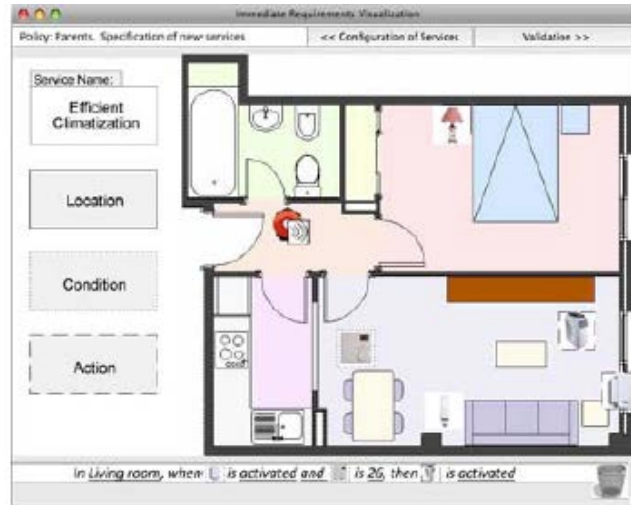 Immediate Requirements Visualization
Policy: Parents. Specification of new services
<< Configuration of Services
Validation >>
Service Name:
Efficient
Climatization
Location
Condition
Action
In Living room, when is activated and is 26, then is activated